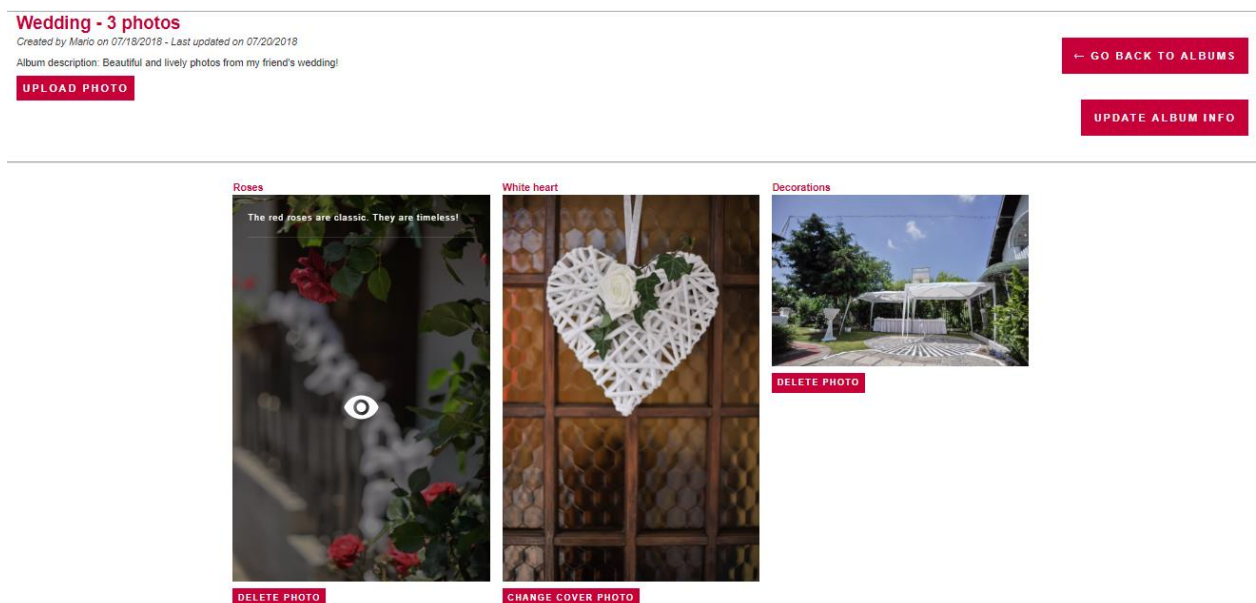 Wedding - 3 photos
Created by Mario on 07/18/2018 - Last updated on 07/20/2018
Album description: Beautiful and lively photos from my friend's wedding!
UPLOAD PHOTO
← GO BACK TO ALBUMS
UPDATE ALBUM INFO
Roses
The red roses are classic. They are timeless!
DELETE PHOTO
White heart
CHANGE COVER PHOTO
Decorations
DELETE PHOTO